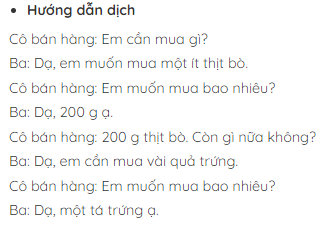 • Hướng dẫn dịch
Cô bán hàng: Em cần mua gì?
Ba: Dạ, em muốn mua một ít thịt bò.
Cô bán hàng: Em muốn mua bao nhiêu?
Ba: Dạ, 200 g ạ.
Cô bán hàng: 200 g thịt bò. Còn gì nữa không?
Ba: Dạ, em cần mua vài quả trứng.
Cô bán hàng: Em muốn mua bao nhiêu?
Ba: Dạ, một tá trứng ạ.